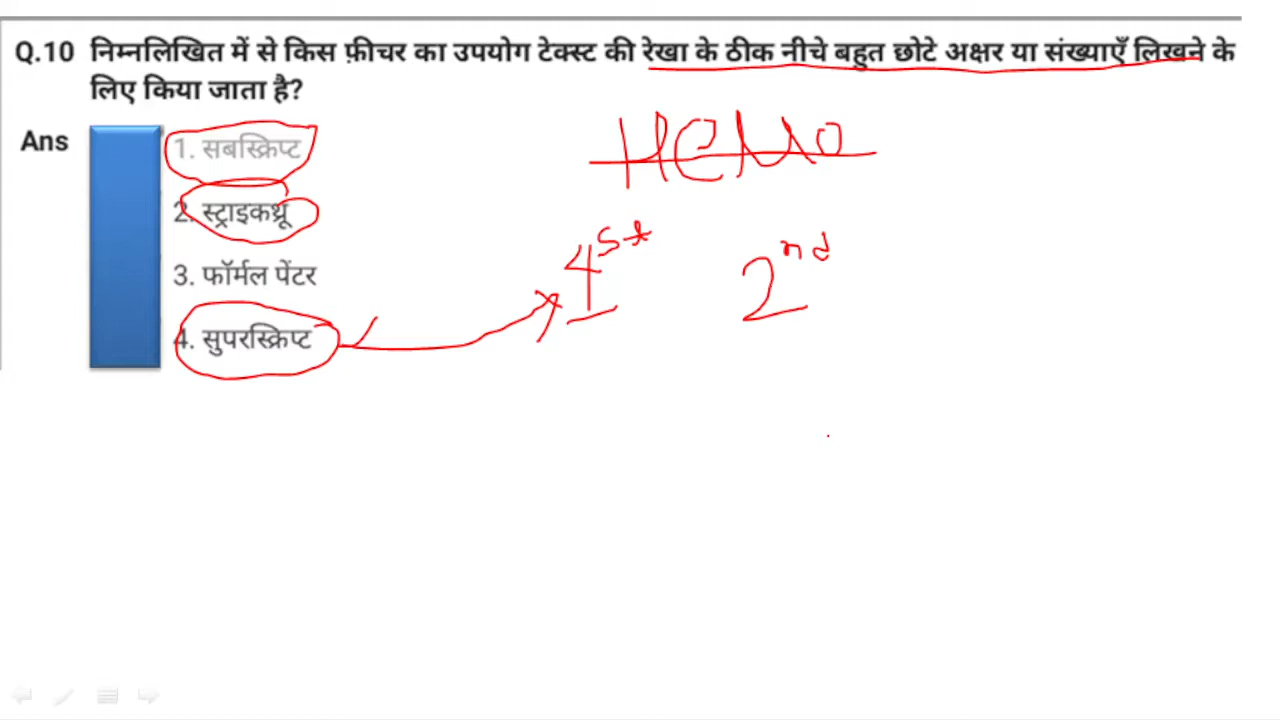 Q.10 निम्नलिखित में से किस फ़ीचर का उपयोग टेक्स्ट की रेखा के ठीक नीचे बहुत छोटे अक्षर या संख्याएँ लिखने के
लिए किया जाता है?
Ans
1. सबस्क्रिप्ट
2. स्ट्राइकथ्रू
3. फॉर्मल पेंटर
4. सुपरस्क्रिप्ट
Hello
1st 2nd